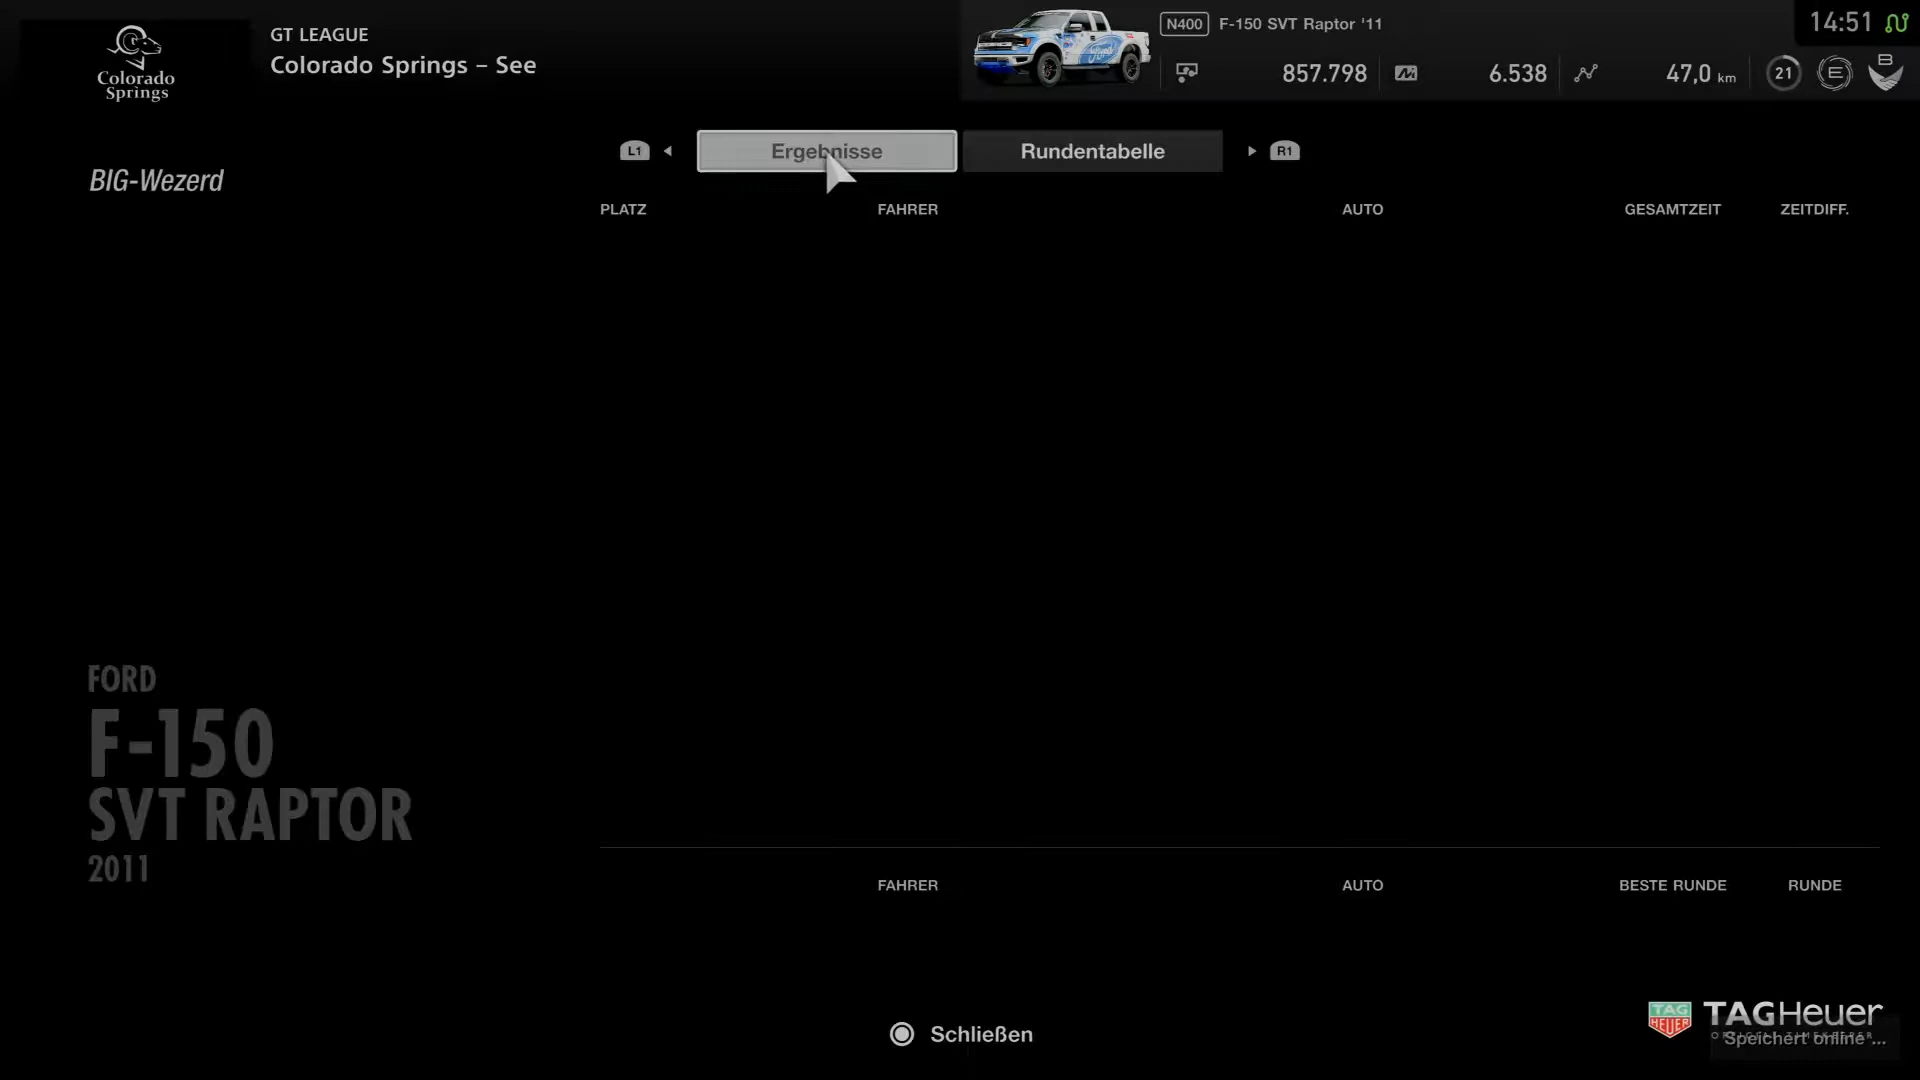 Colorado
Springs
GT LEAGUE
Colorado Springs – See
N400 F-150 SVT Raptor '11
14:51
857.798 6.538 47,0 km 21 E B
L1 Ergebnisse Rundentabelle R1
BIG-Wezerd
PLATZ FAHRER AUTO GESAMTZEIT ZEITDIFF.
FORD
F-150
SVT RAPTOR
2011
FAHRER AUTO BESTE RUNDE RUNDE
Schließen
TAG
HEUER
TAGHeuer
OFFICIAL TIMEKEEPER
Speichert online ...